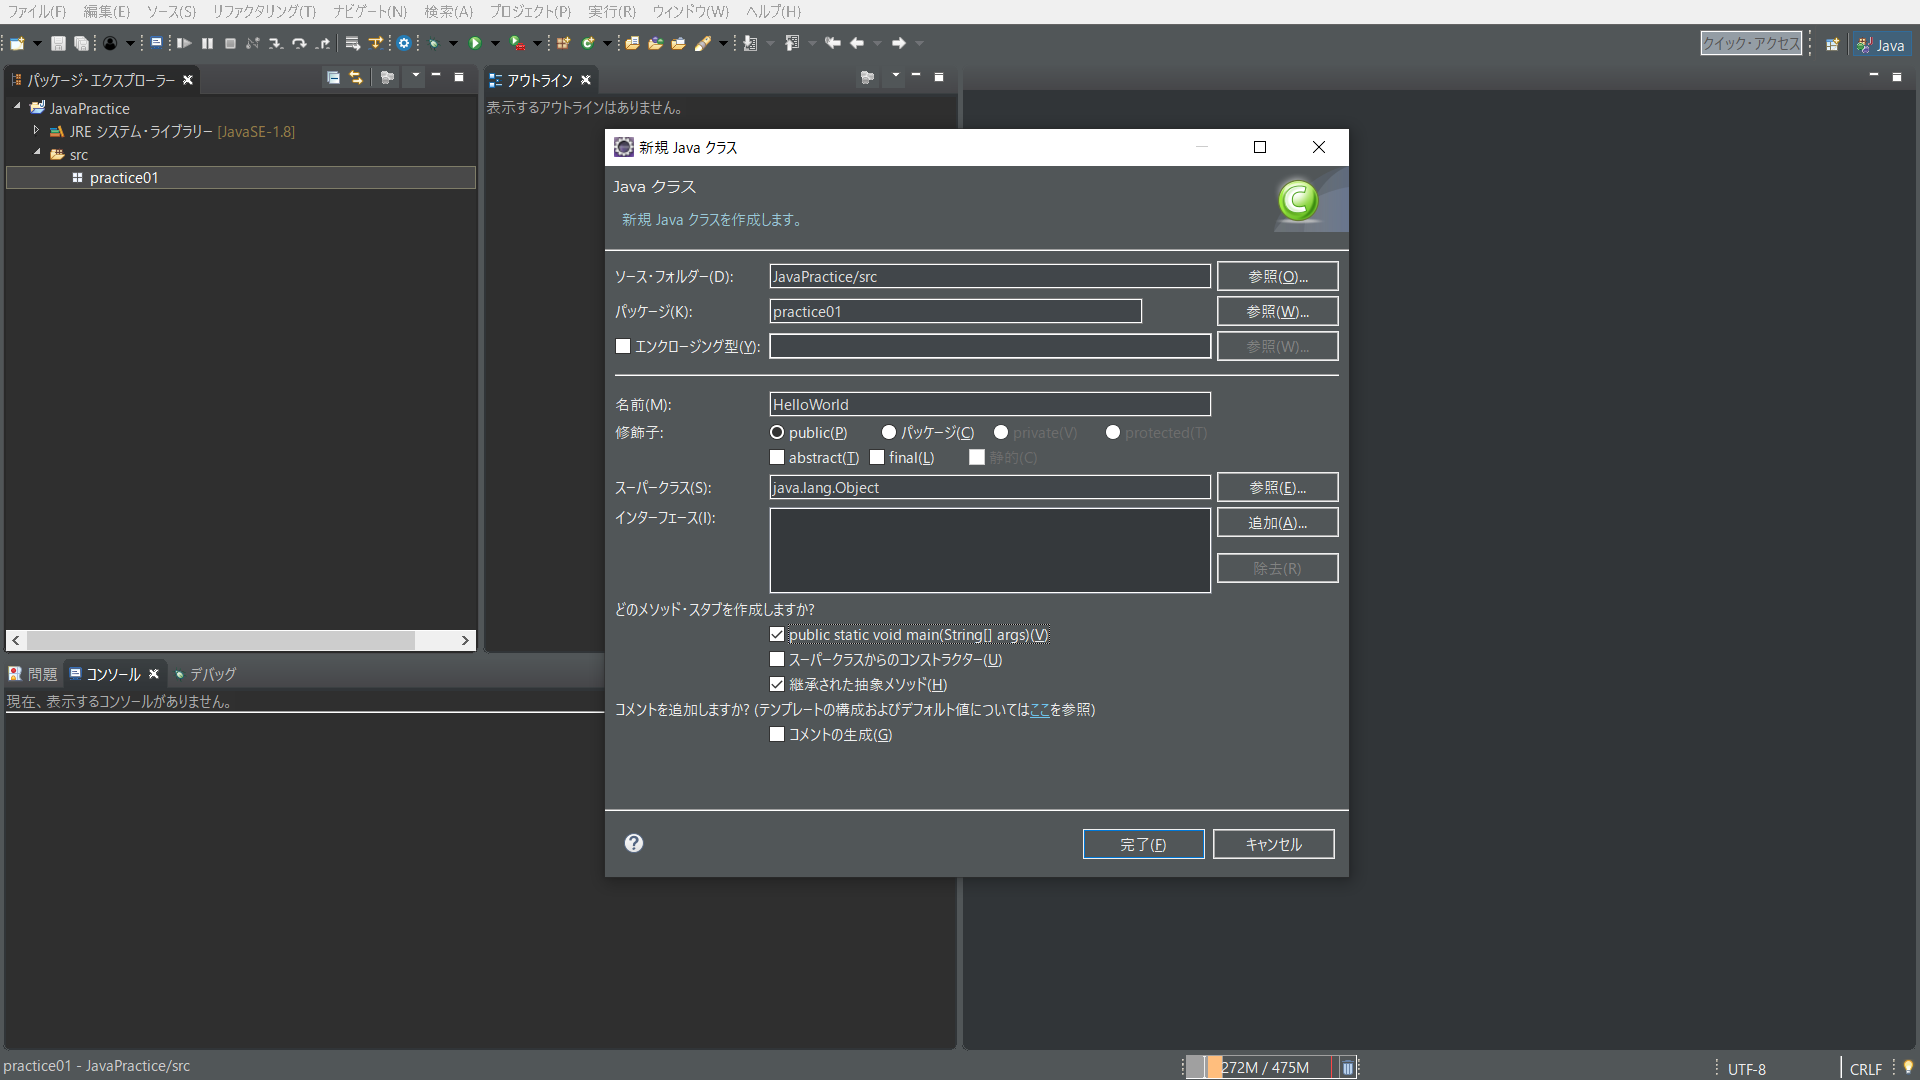 ファイル(F) 編集(E) ソース(S) リファクタリング(T) ナビゲート(N) 検索(A) プロジェクト(P) 実行(R) ウィンドウ(W) ヘルプ(H)
クイック・アクセス
Java
パッケージ・エクスプローラー
アウトライン
JavaPractice
表示するアウトラインはありません。
JRE システム・ライブラリー [JavaSE-1.8]
src
practice01
新規 Java クラス
Java クラス
新規 Java クラスを作成します。
ソース・フォルダー(D): JavaPractice/src 参照(O)...
パッケージ(K): practice01 参照(W)...
エンクロージング型(Y): 参照(W)...
名前(M): HelloWorld
修飾子: public(P) パッケージ(C) private(V) protected(T)
abstract(T) final(L) 静的(C)
スーパークラス(S): java.lang.Object 参照(E)...
インターフェース(I): 追加(A)...
除去(R)
どのメソッド・スタブを作成しますか?
public static void main(String[] args)(V)
スーパークラスからのコンストラクター(U)
継承された抽象メソッド(H)
コメントを追加しますか? (テンプレートの構成およびデフォルト値についてはここを参照)
コメントの生成(G)
完了(F) キャンセル
問題 コンソール デバッグ
現在、表示するコンソールがありません。
practice01 - JavaPractice/src
272M / 475M
UTF-8
CRLF